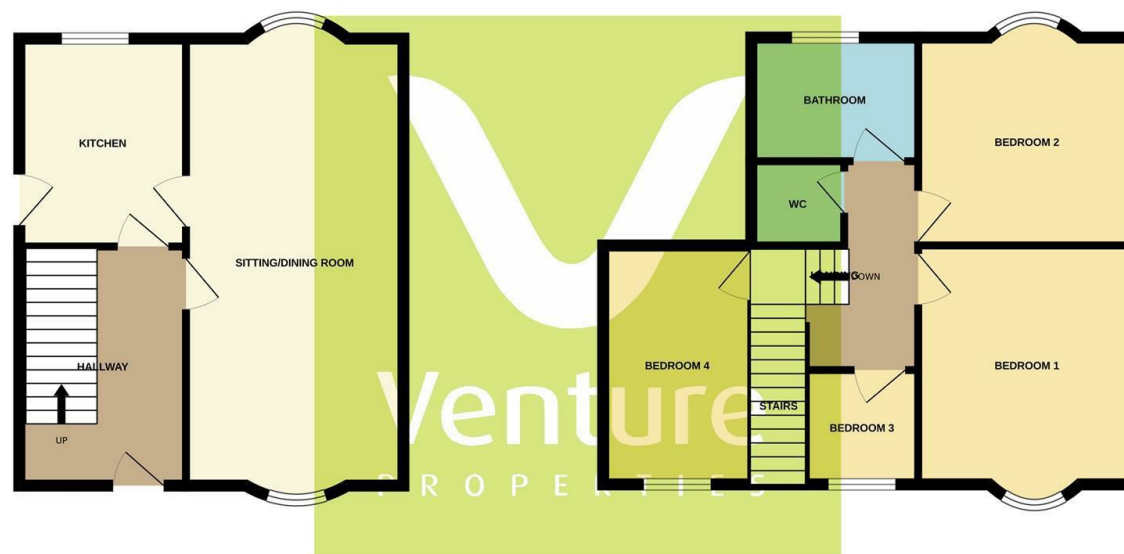 KITCHEN
SITTING/DINING ROOM
HALLWAY
UP
BATHROOM
BEDROOM 2
WC
DOWN
BEDROOM 4
BEDROOM 1
STAIRS
BEDROOM 3
Venture
PROPERTIES